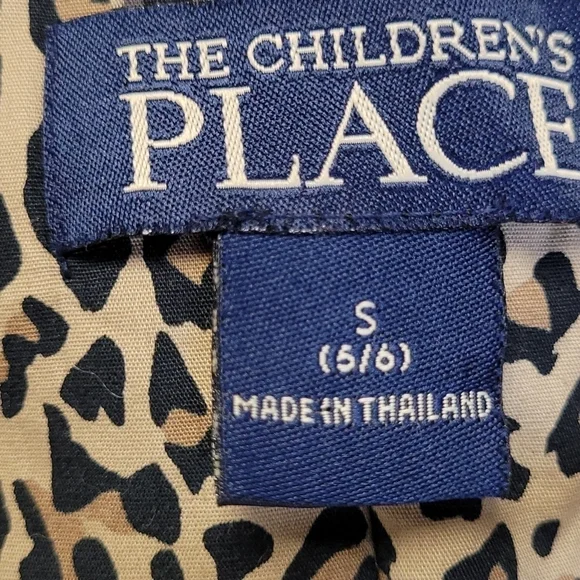 THE CHILDREN'S
PLACE
S
(5/6)
MADE IN THAILAND